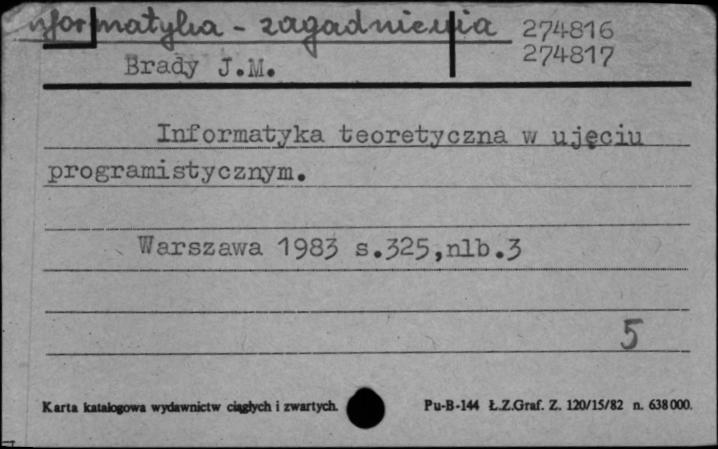 Informatyka - zagadnienia
274816
274817
Brady J.M.
Informatyka teoretyczna w ujęciu
programistycznym.
Warszawa 1983 s.325,nlb.3
5
Karta katalogowa wydawnictw ciągłych i zwartych.
Pu-B-144 Ł.Z.Graf. Z. 120/15/82 n. 638000.